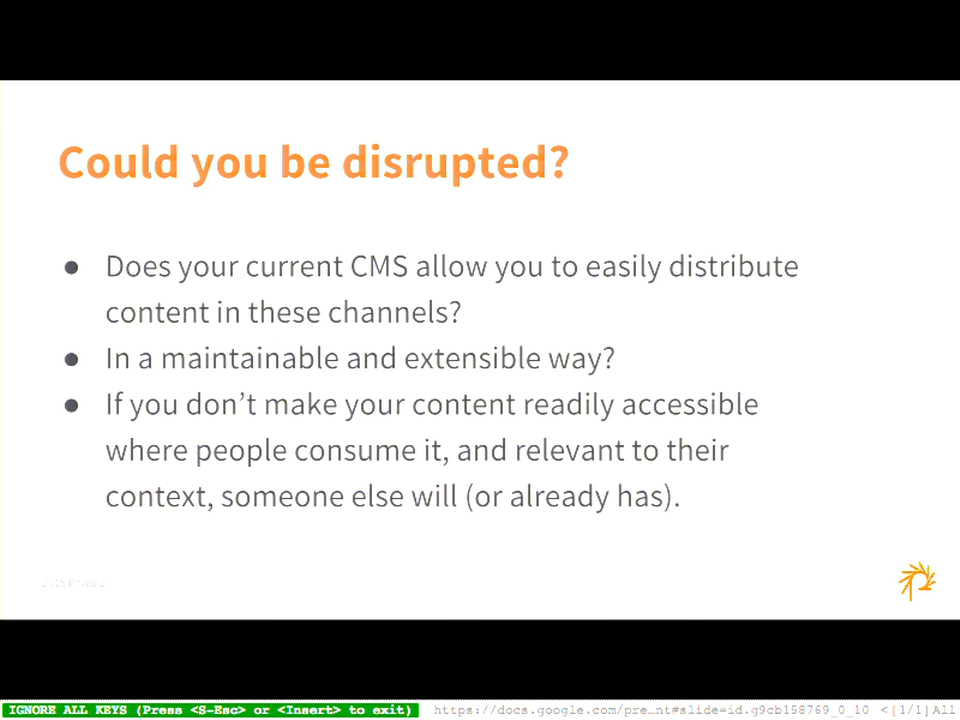 Could you be disrupted?
● Does your current CMS allow you to easily distribute
content in these channels?
● In a maintainable and extensible way?
● If you don’t make your content readily accessible
where people consume it, and relevant to their
context, someone else will (or already has).
IGNORE ALL KEYS (Press <S-Esc> or <Insert> to exit) https://docs.google.com/pre…nt#slide=id.g9cb158769_0_10 <(1/1]All